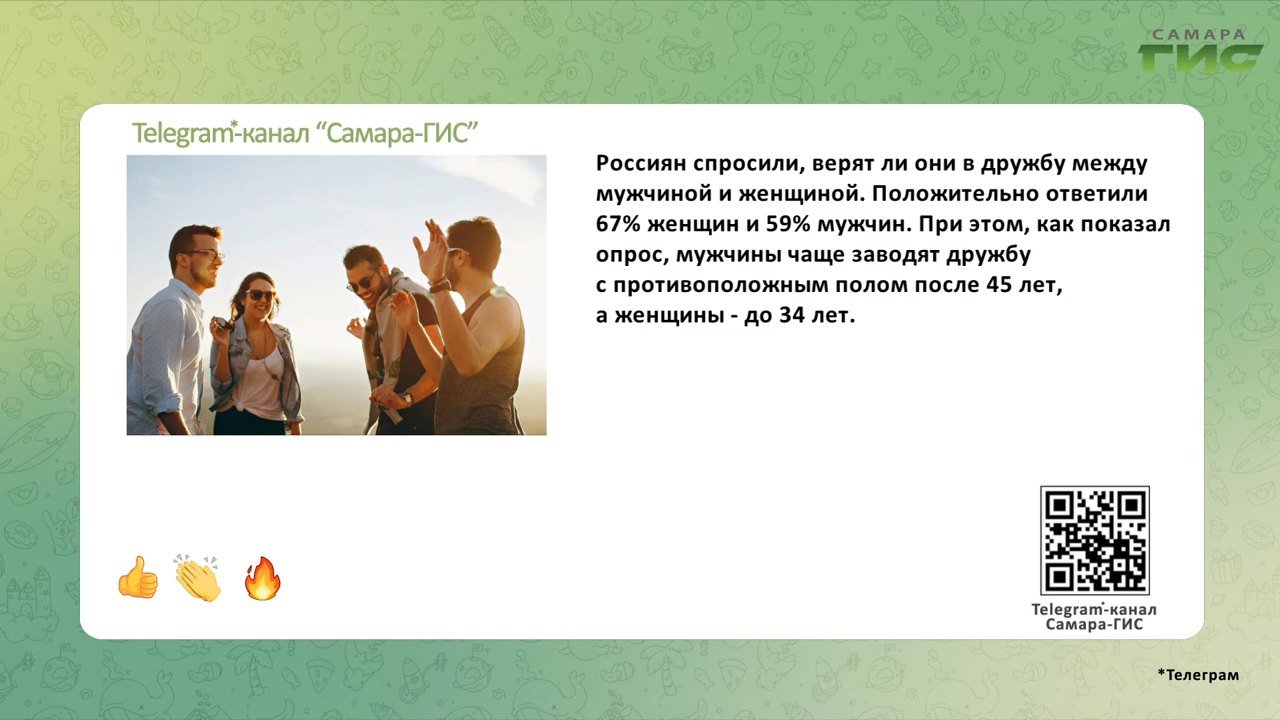 САМАРА
ГИС
Telegram*-канал “Самара-ГИС”
Россиян спросили, верят ли они в дружбу между
мужчиной и женщиной. Положительно ответили
67% женщин и 59% мужчин. При этом, как показал
опрос, мужчины чаще заводят дружбу
с противоположным полом после 45 лет,
а женщины - до 34 лет.
Telegram*-канал
Самара-ГИС
*Телеграм